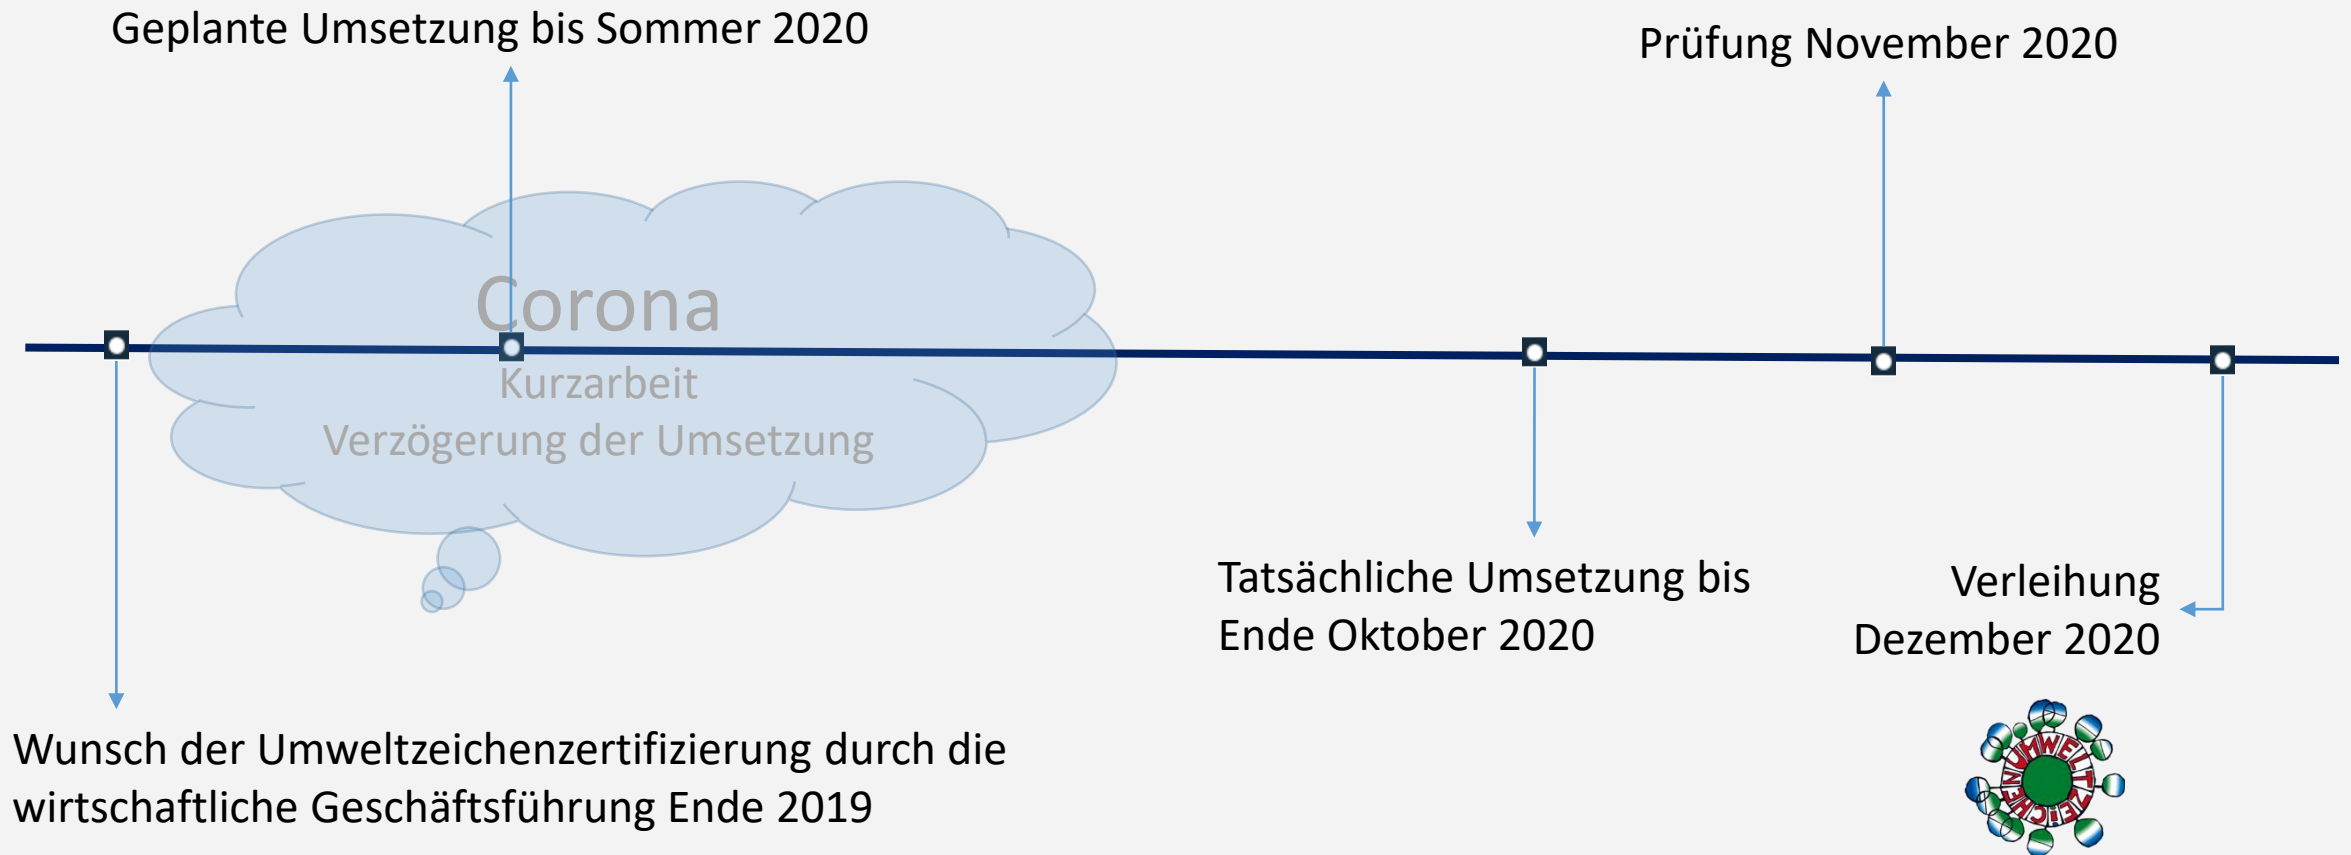 Geplante Umsetzung bis Sommer 2020
Prüfung November 2020
Corona
Kurzarbeit
Verzögerung der Umsetzung
Tatsächliche Umsetzung bis
Ende Oktober 2020
Verleihung
Dezember 2020
Wunsch der Umweltzeichenzertifizierung durch die
wirtschaftliche Geschäftsführung Ende 2019
UMWELTZEICHEN